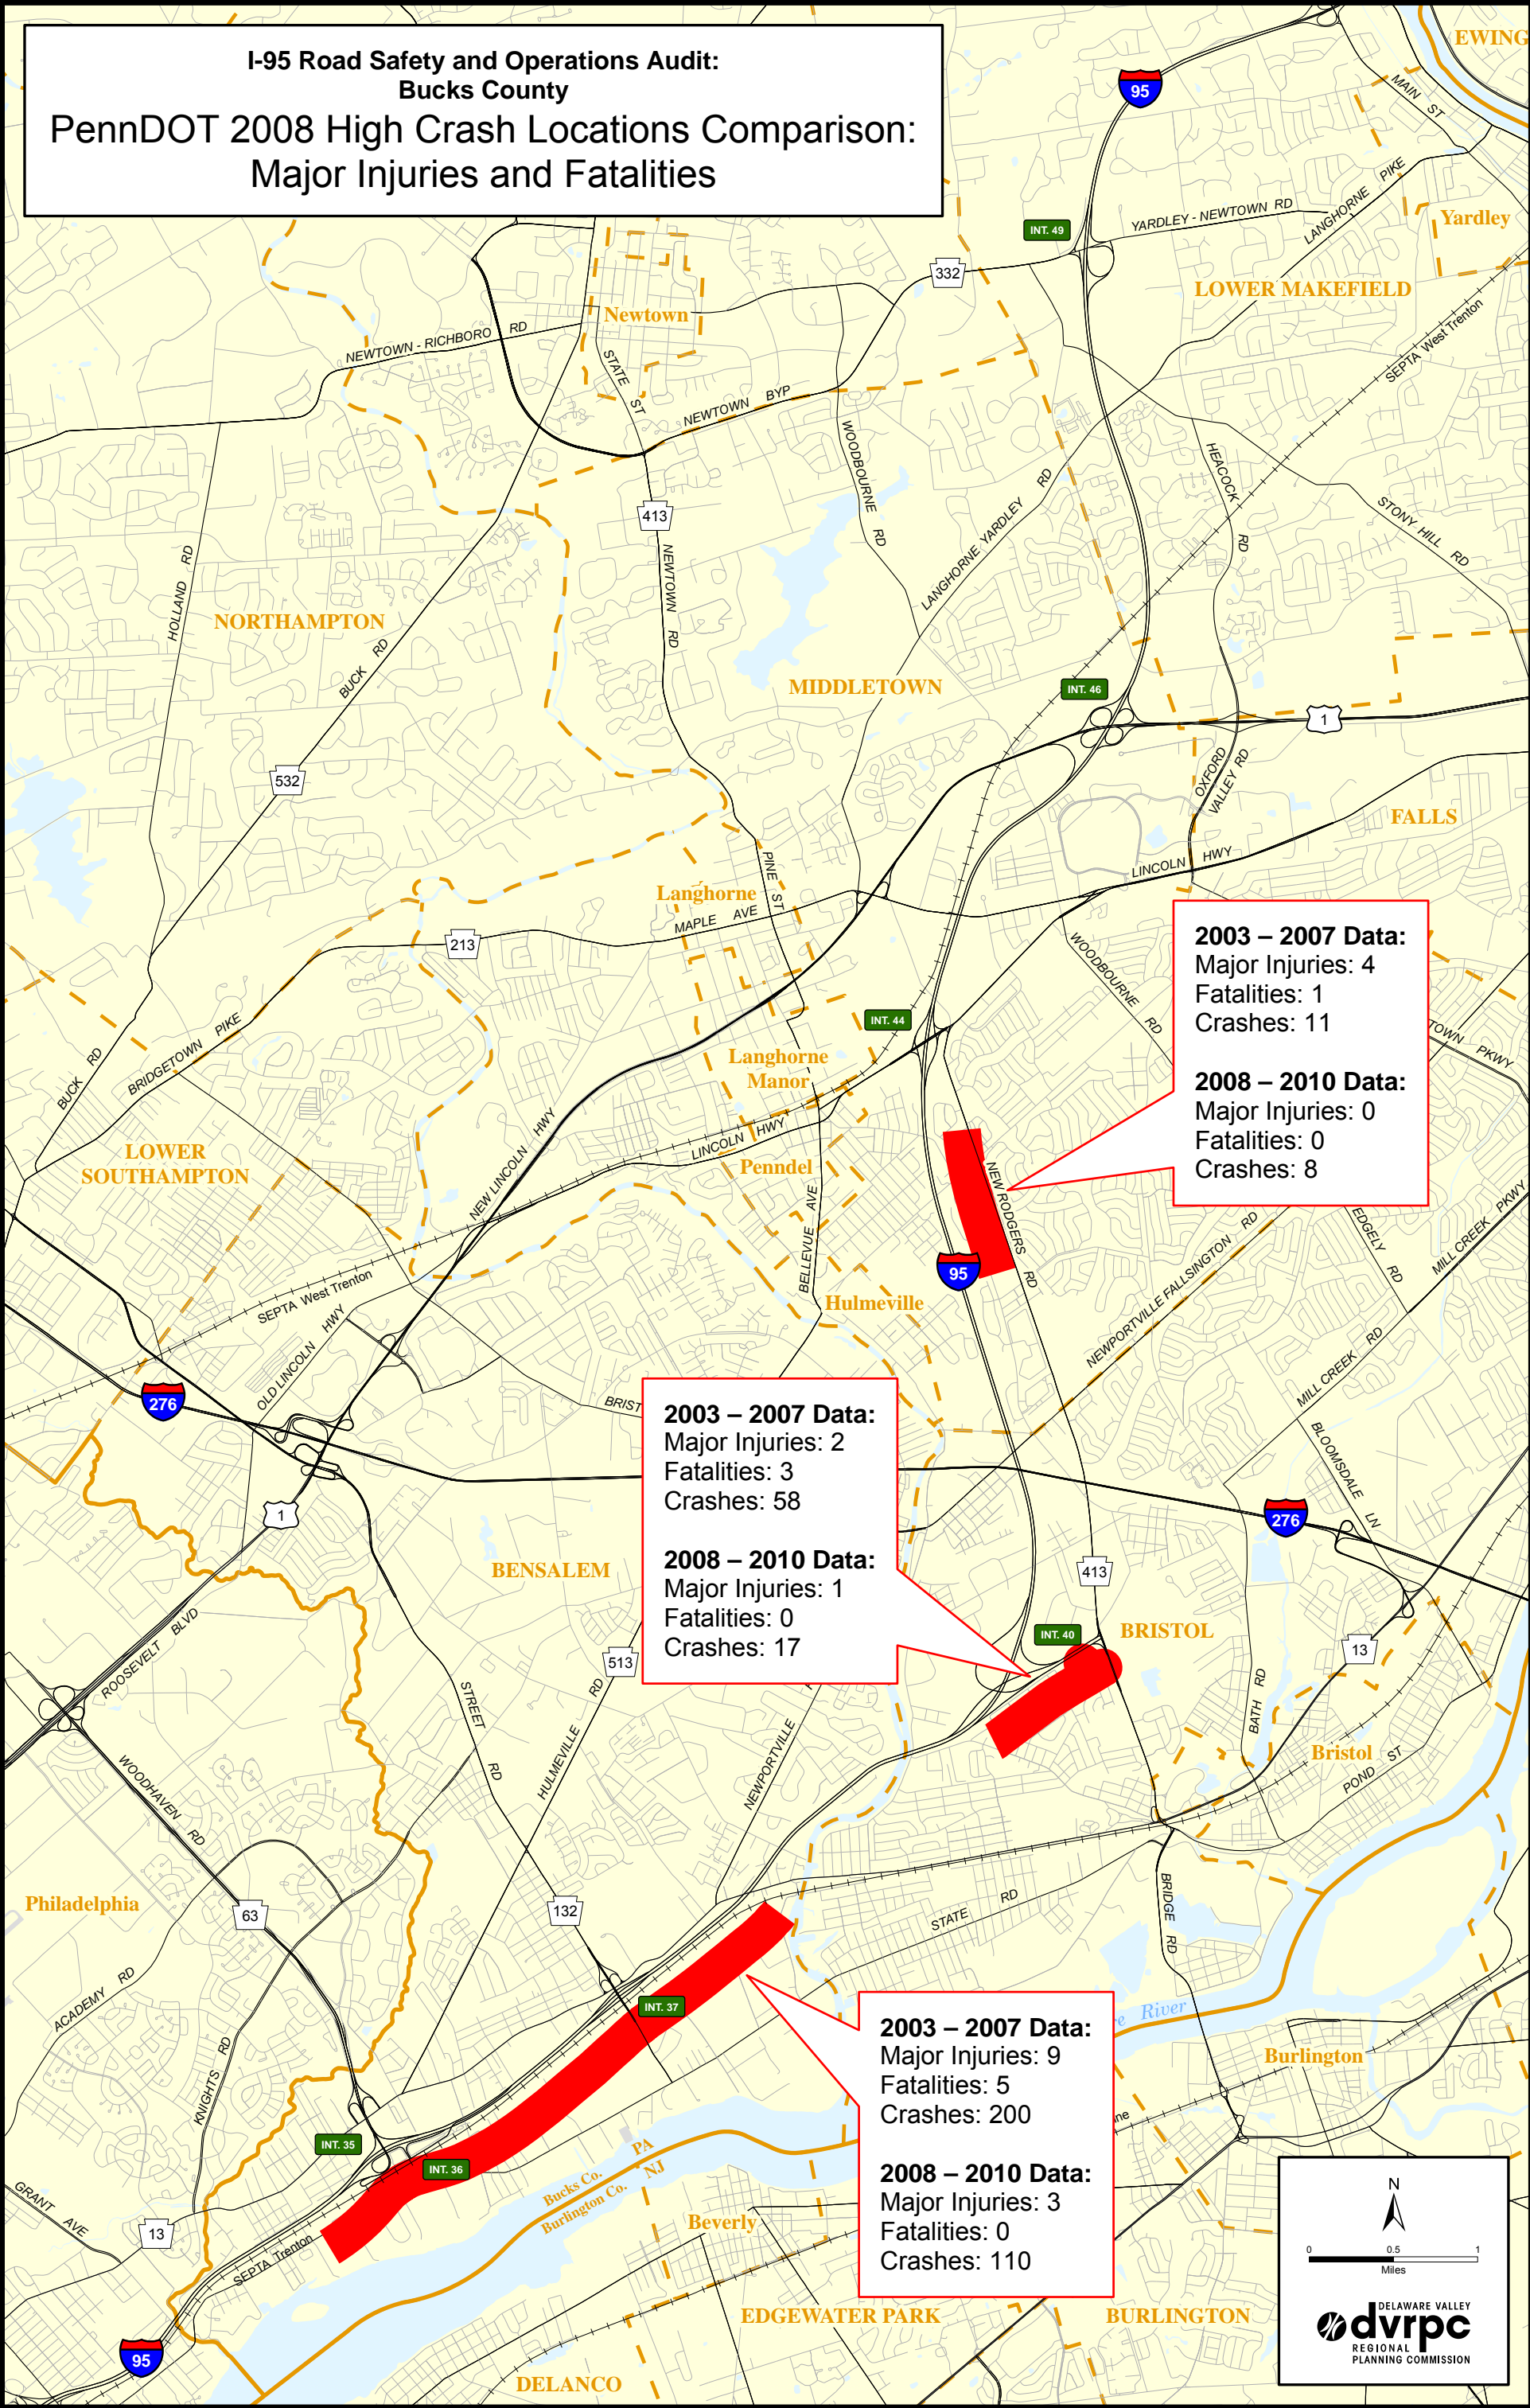 I-95 Road Safety and Operations Audit:
Bucks County
PennDOT 2008 High Crash Locations Comparison:
Major Injuries and Fatalities
EWING
95
MAIN ST
LANGHORNE PIKE
YARDLEY - NEWTOWN RD
Yardley
INT. 49
332
LOWER MAKEFIELD
Newtown
NEWTOWN - RICHBORO RD
STATE ST
SEPTA West Trenton
NEWTOWN BYP
WOODBOURNE RD
HEACOCK RD
LANGHORNE YARDLEY RD
STONY HILL RD
413
NEWTOWN RD
HOLLAND RD
NORTHAMPTON
BUCK RD
MIDDLETOWN
INT. 46
1
532
OXFORD
VALLEY RD
FALLS
LINCOLN HWY
PINE ST
Langhorne
MAPLE AVE
213
WOODBOURNE RD
2003 – 2007 Data:
Major Injuries: 4
Fatalities: 1
Crashes: 11
2008 – 2010 Data:
Major Injuries: 0
Fatalities: 0
Crashes: 8
TOWN PKWY
INT. 44
BRIDGETOWN PIKE
BUCK RD
Langhorne
Manor
LOWER
SOUTHAMPTON
NEW LINCOLN HWY
LINCOLN HWY
Penndel
NEW RODGERS RD
BELLEVUE AVE
EDGELY RD
MILL CREEK PKWY
NEWPORTVILLE FALLSINGTON RD
95
SEPTA West Trenton
Hulmeville
OLD LINCOLN HWY
MILL CREEK RD
276
BRIST
2003 – 2007 Data:
Major Injuries: 2
Fatalities: 3
Crashes: 58
2008 – 2010 Data:
Major Injuries: 1
Fatalities: 0
Crashes: 17
BLOOMSDALE LN
1
276
BENSALEM
413
INT. 40
BRISTOL
13
ROOSEVELT BLVD
513
STREET RD
HULMEVILLE RD
NEWPORTVILLE
BATH RD
Bristol
POND ST
WOODHAVEN RD
Philadelphia
63
132
STATE RD
BRIDGE RD
ACADEMY RD
KNIGHTS RD
INT. 37
2003 – 2007 Data:
Major Injuries: 9
Fatalities: 5
Crashes: 200
2008 – 2010 Data:
Major Injuries: 3
Fatalities: 0
Crashes: 110
e River
Burlington
ine
INT. 35
INT. 36
PA
NJ
Bucks Co.
Burlington Co.
GRANT AVE
13
SEPTA Trenton
Beverly
EDGEWATER PARK
BURLINGTON
DELANCO
95
N
0 0.5 1
Miles
DELAWARE VALLEY
dvrpc
REGIONAL
PLANNING COMMISSION